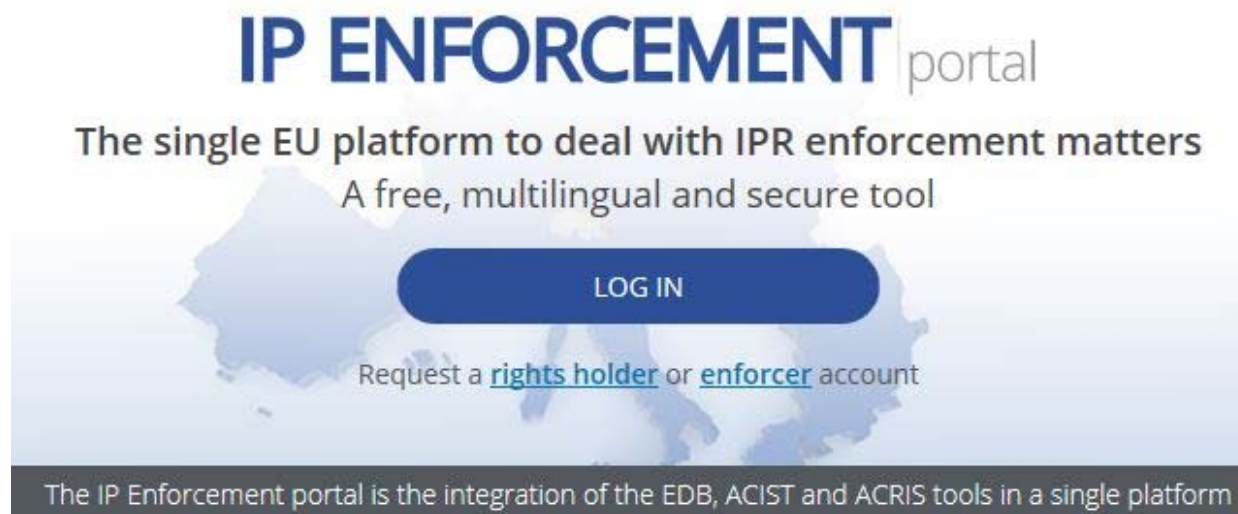 IP ENFORCEMENT portal
The single EU platform to deal with IPR enforcement matters
A free, multilingual and secure tool
LOG IN
Request a rights holder or enforcer account
The IP Enforcement portal is the integration of the EDB, ACIST and ACRIS tools in a single platform